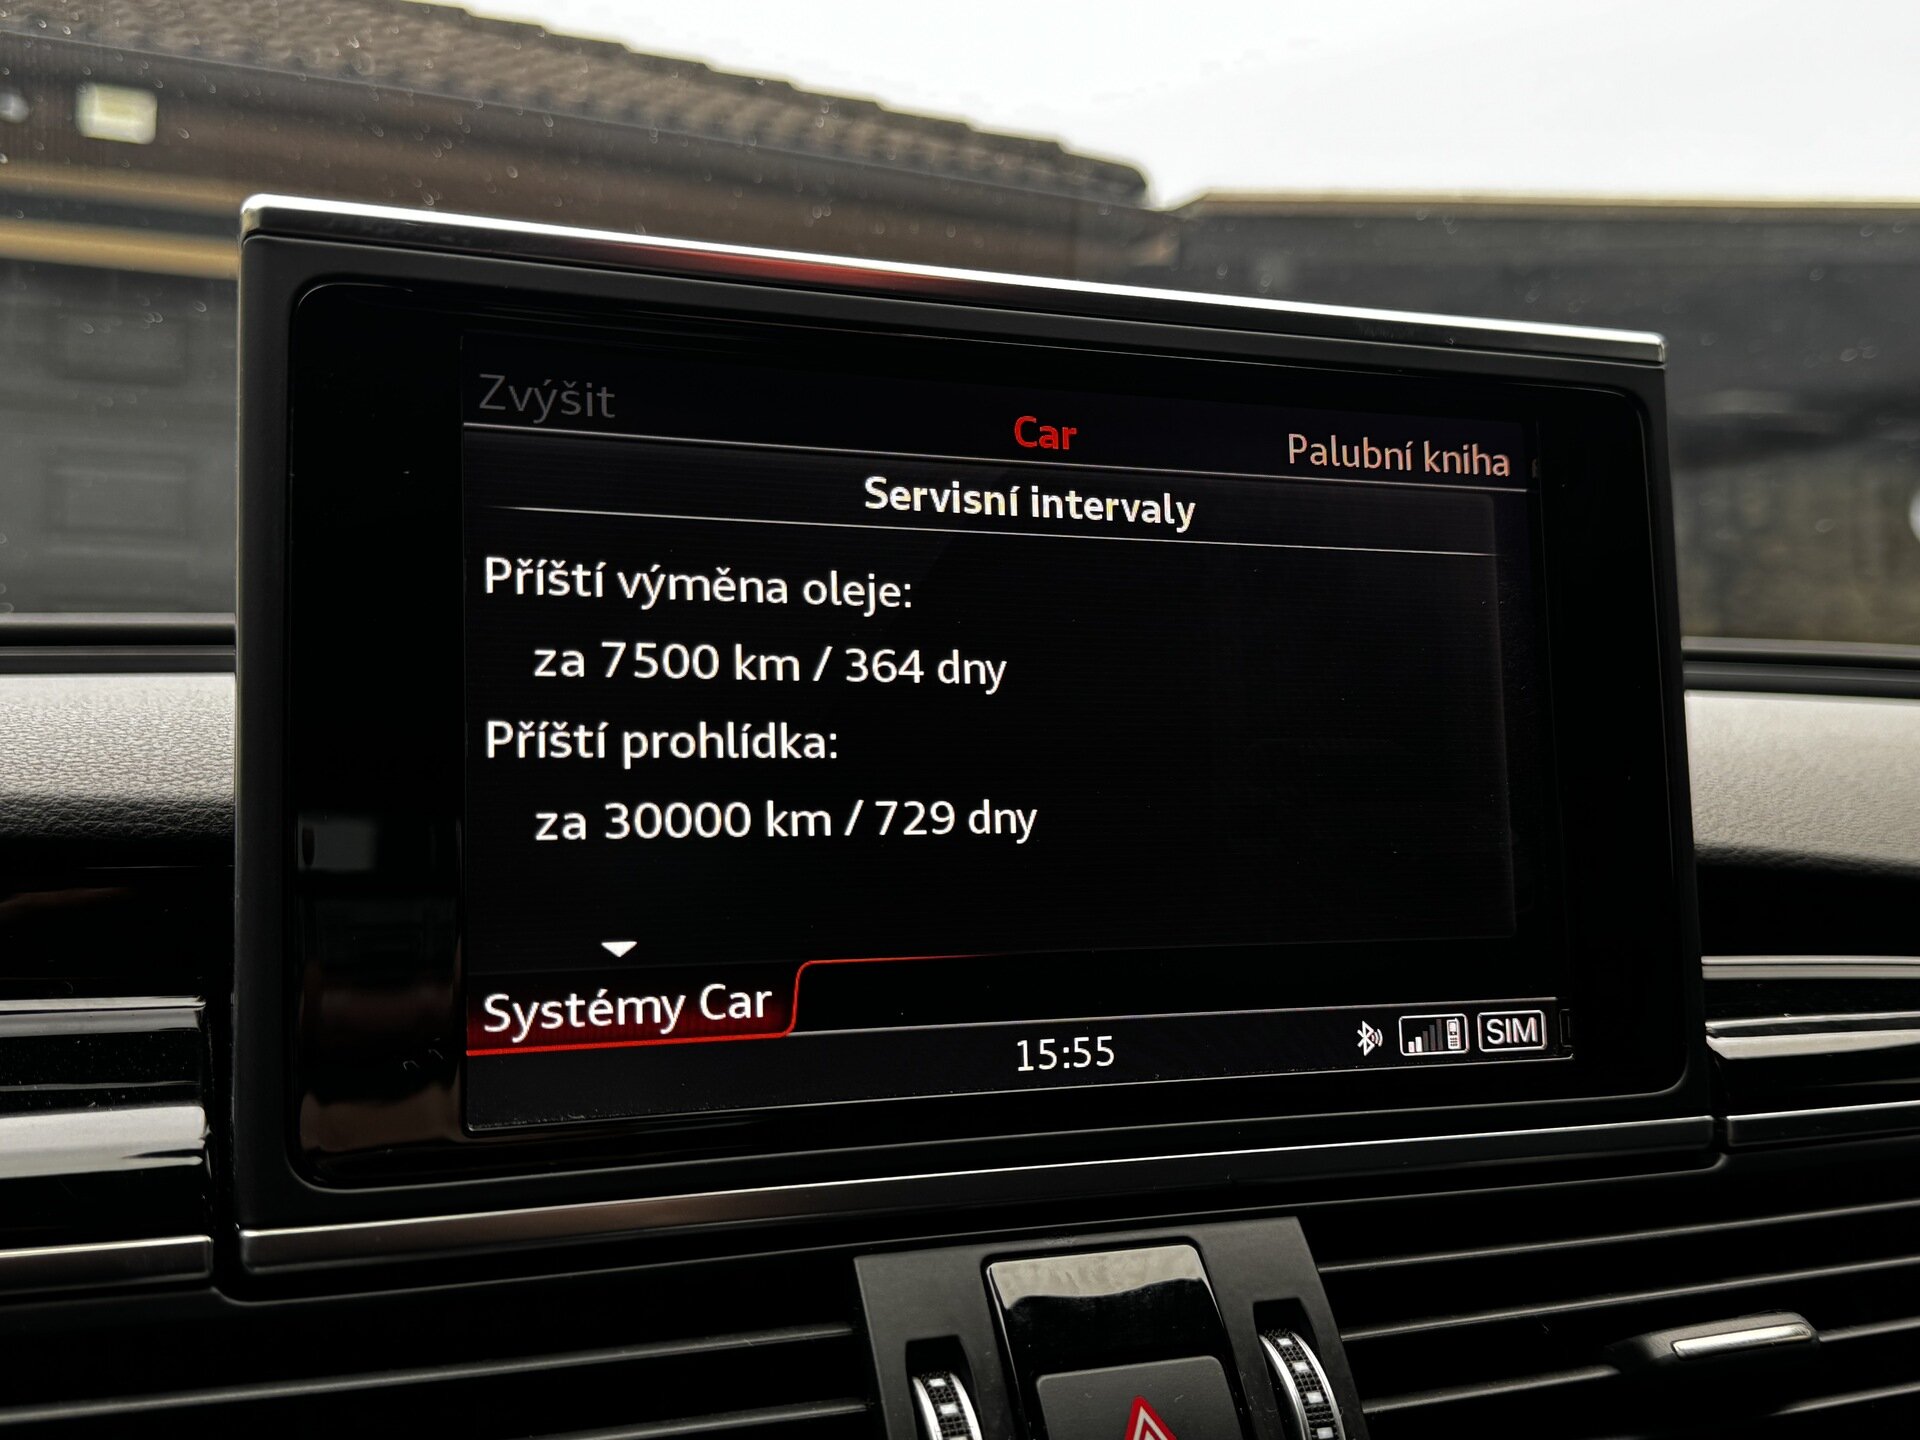 Zvýšit
Car
Palubní kniha
Servisní intervaly
Příští výměna oleje:
za 7500 km / 364 dny
Příští prohlídka:
za 30000 km / 729 dny
Systémy Car
15:55
SIM